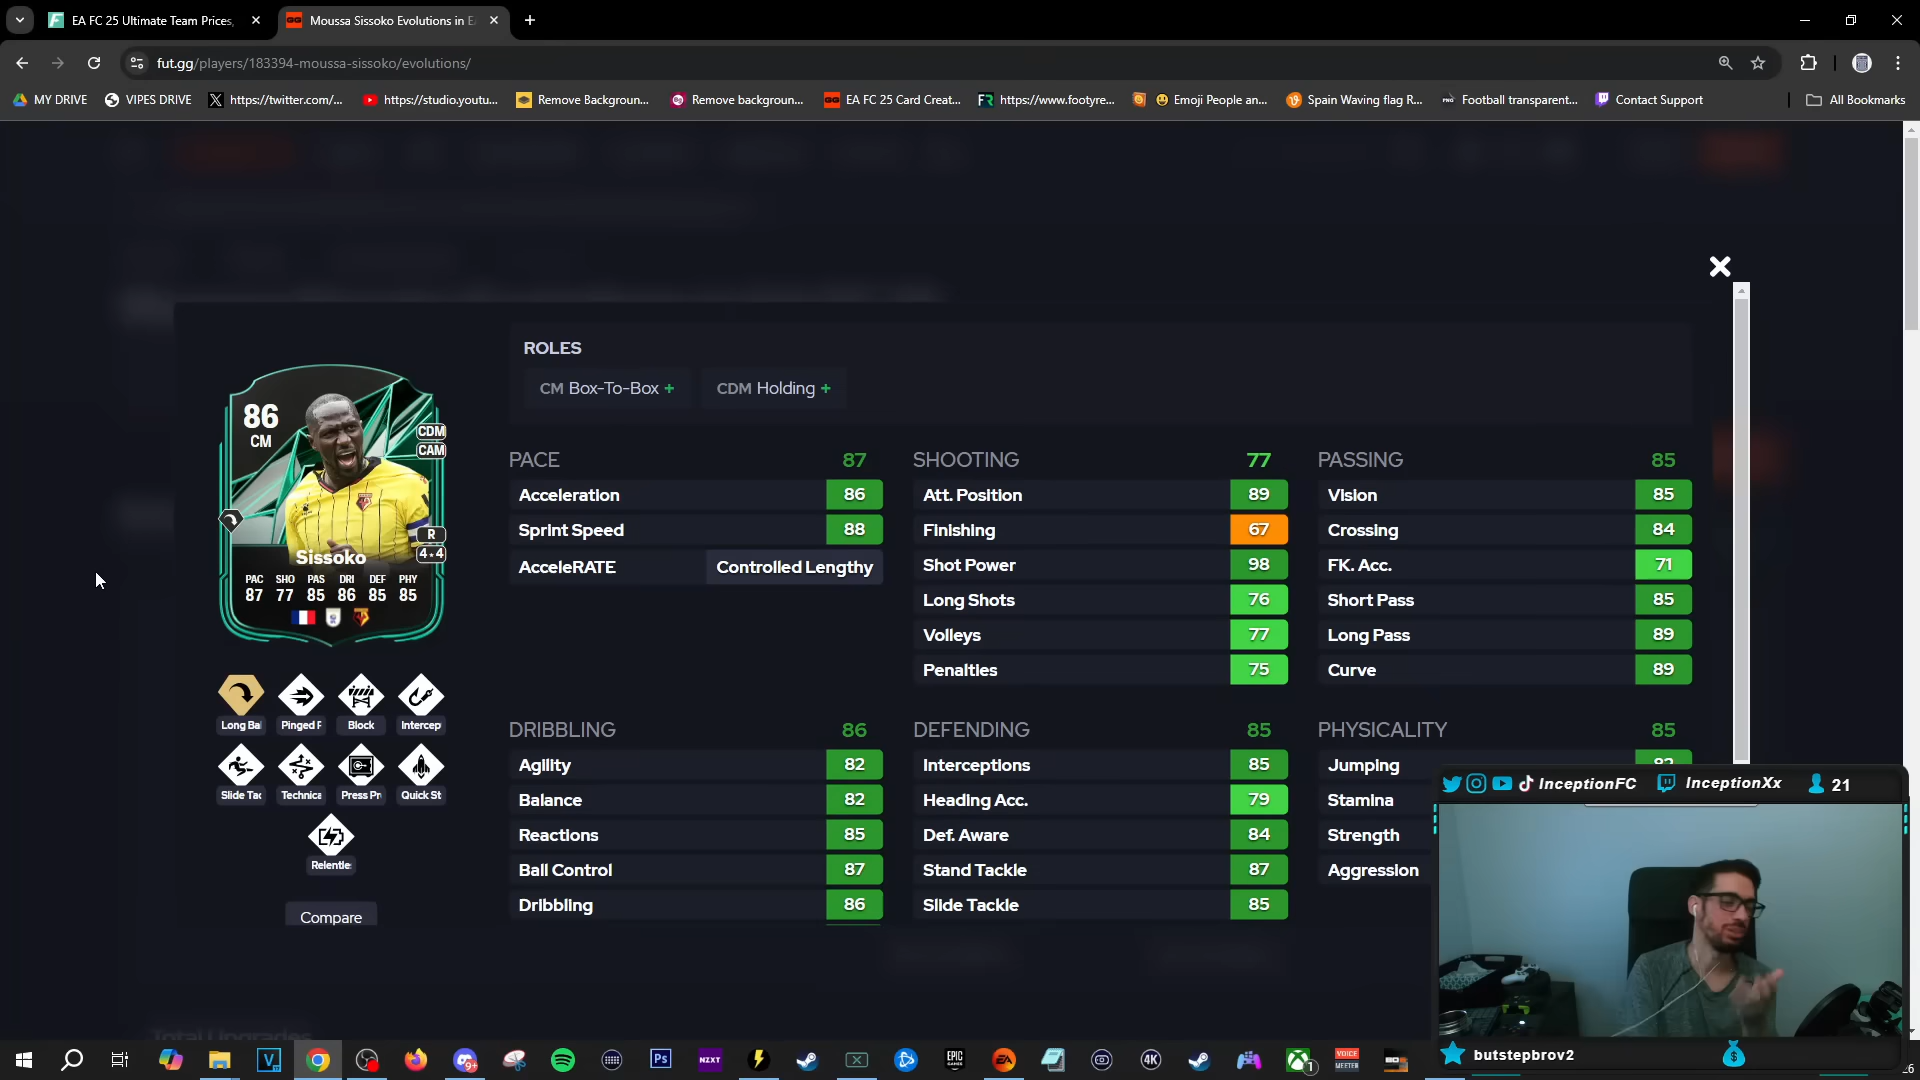 EA FC 25 Ultimate Team Prices,
Moussa Sissoko Evolutions in E
fut.gg/players/183394-moussa-sissoko/evolutions/
MY DRIVE
VIPES DRIVE
https://twitter.com/...
https://studio.youtu...
Remove Backgroun...
Remove backgroun...
EA FC 25 Card Creat...
https://www.footyre...
Emoji People an...
Spain Waving flag R...
Football transparent...
Contact Support
All Bookmarks
ROLES
CM Box-To-Box +
CDM Holding +
86
CM
CDM
CAM
R
4★4
Sissoko
PAC SHO PAS DRI DEF PHY
87 77 85 86 85 85
Long Bal
Pinged P
Block
Intercep
Slide Tac
Technica
Press Pr
Quick St
Relentle
Compare
PACE 87
Acceleration 86
Sprint Speed 88
AcceleRATE Controlled Lengthy
SHOOTING 77
Att. Position 89
Finishing 67
Shot Power 98
Long Shots 76
Volleys 77
Penalties 75
PASSING 85
Vision 85
Crossing 84
FK. Acc. 71
Short Pass 85
Long Pass 89
Curve 89
DRIBBLING 86
Agility 82
Balance 82
Reactions 85
Ball Control 87
Dribbling 86
DEFENDING 85
Interceptions 85
Heading Acc. 79
Def. Aware 84
Stand Tackle 87
Slide Tackle 85
PHYSICALITY 85
Jumping
Stamina
Strength
Aggression
InceptionFC
InceptionXx
21
butstepbrov2
Total Upgrades